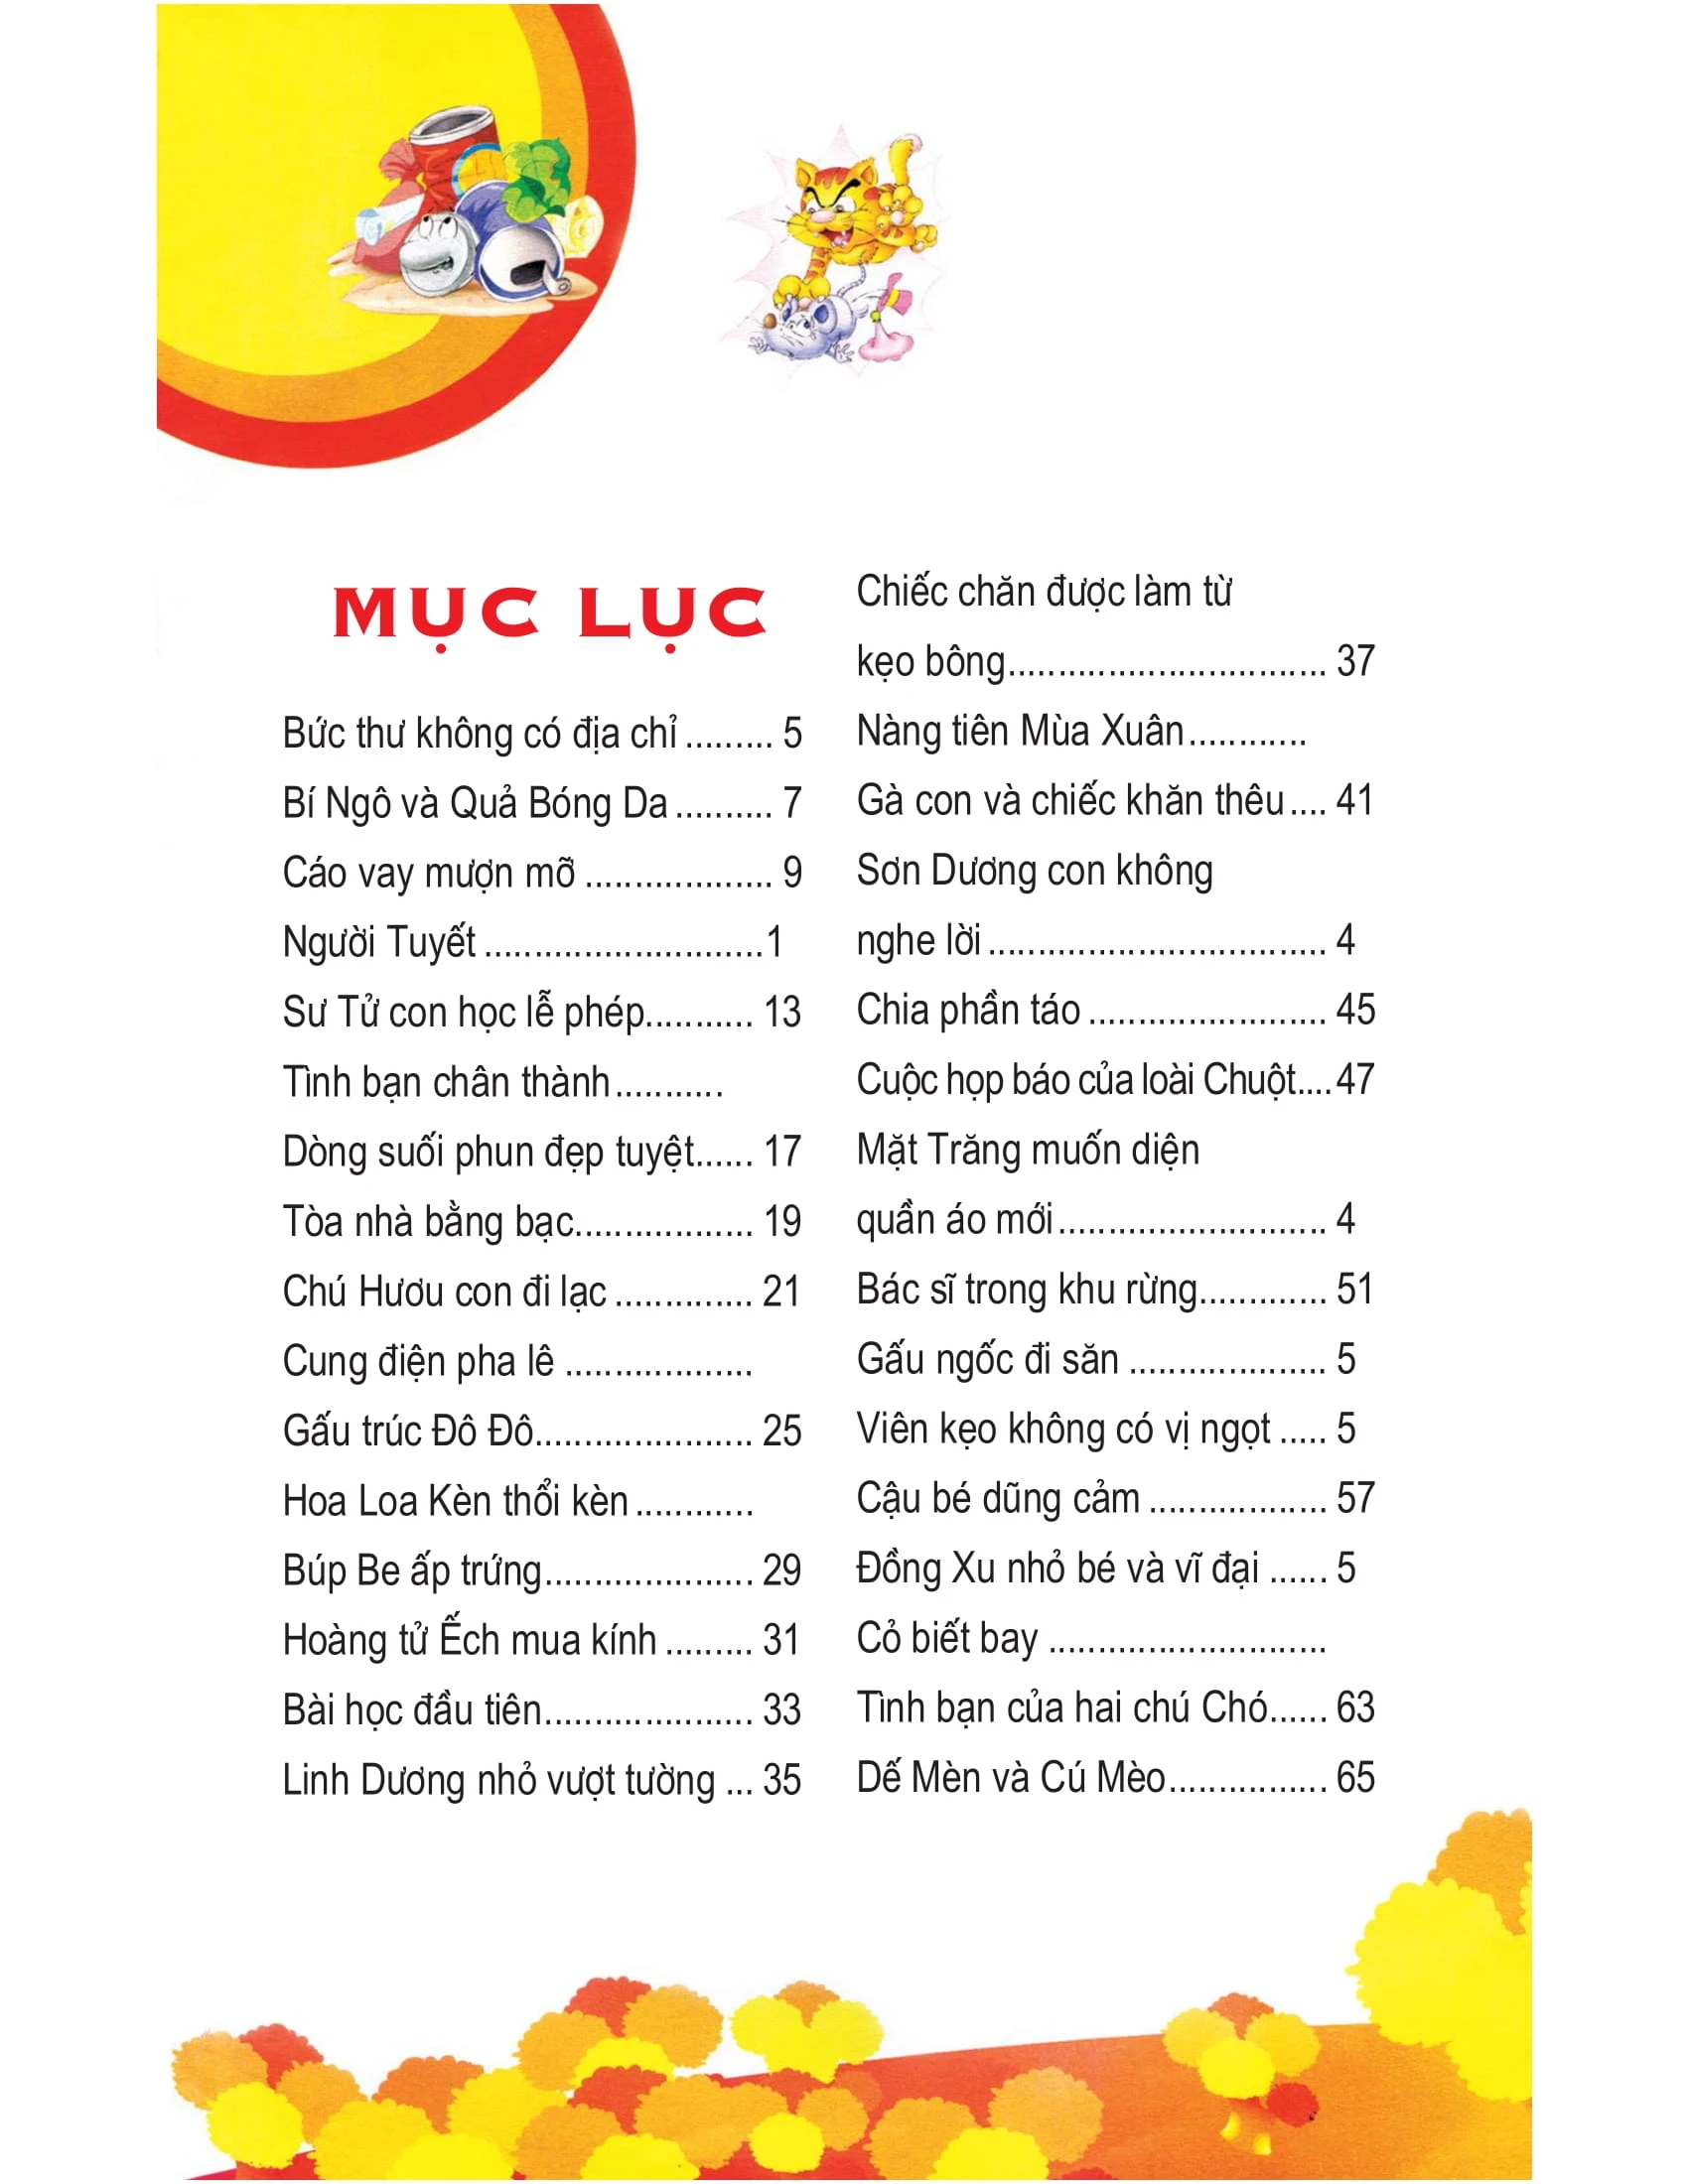 MỤC LỤC
Bức thư không có địa chỉ ......... 5
Bí Ngô và Quả Bóng Da .......... 7
Cáo vay mượn mỡ ................... 9
Người Tuyết ............................1
Sư Tử con học lễ phép........... 13
Tình bạn chân thành ...........
Dòng suối phun đẹp tuyệt...... 17
Tòa nhà bằng bạc.................. 19
Chú Hươu con đi lạc .............. 21
Cung điện pha lê ...................
Gấu trúc Đô Đô...................... 25
Hoa Loa Kèn thổi kèn ............
Búp Be ấp trứng..................... 29
Hoàng tử Ếch mua kính ......... 31
Bài học đầu tiên..................... 33
Linh Dương nhỏ vượt tường ... 35
Chiếc chăn được làm từ
kẹo bông................................ 37
Nàng tiên Mùa Xuân............
Gà con và chiếc khăn thêu .... 41
Sơn Dương con không
nghe lời .................................. 4
Chia phần táo ........................ 45
Cuộc họp báo của loài Chuột....47
Mặt Trăng muốn diện
quần áo mới ........................... 4
Bác sĩ trong khu rừng............. 51
Gấu ngốc đi săn .................... 5
Viên kẹo không có vị ngọt ..... 5
Cậu bé dũng cảm .................. 57
Đồng Xu nhỏ bé và vĩ đại ...... 5
Cỏ biết bay ............................
Tình bạn của hai chú Chó...... 63
Dế Mèn và Cú Mèo................ 65